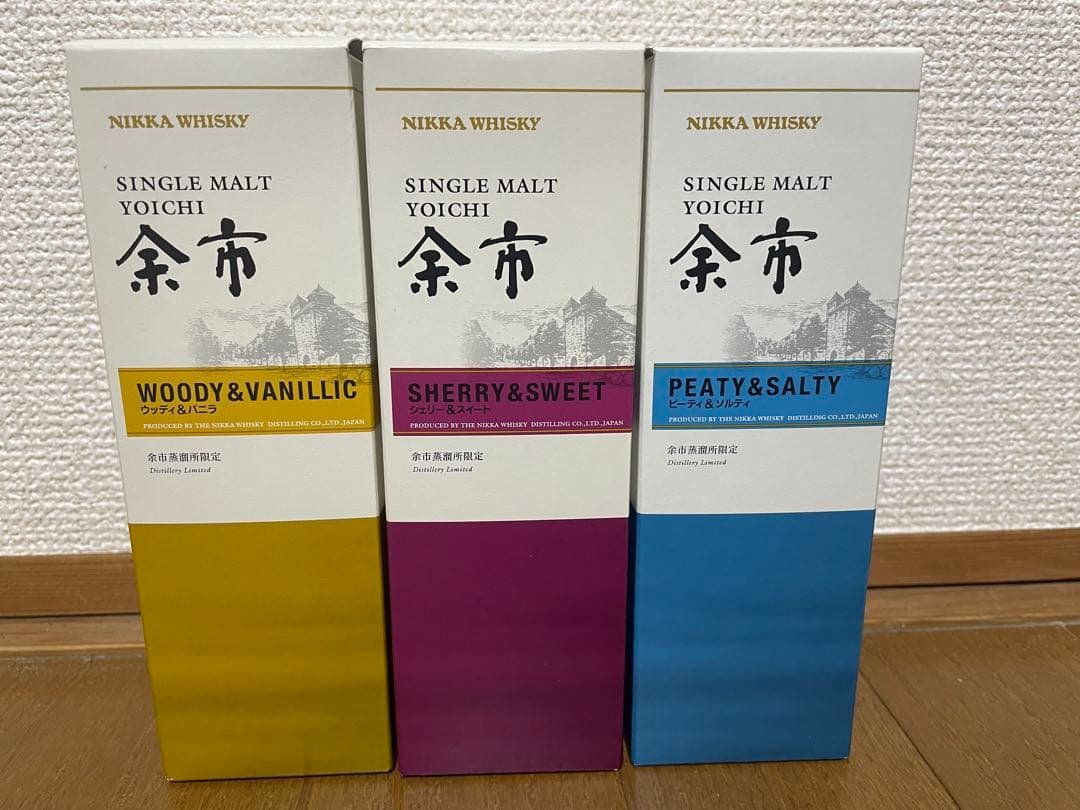 NIKKA WHISKY
SINGLE MALT
YOICHI
余市
WOODY&VANILLIC
ウッディ&バニラ
PRODUCED BY THE NIKKA WHISKY DISTILLING CO.,LTD.,JAPAN
余市蒸溜所限定
Distillery Limited
NIKKA WHISKY
SINGLE MALT
YOICHI
余市
SHERRY&SWEET
シェリー&スイート
PRODUCED BY THE NIKKA WHISKY DISTILLING CO.,LTD.,JAPAN
余市蒸溜所限定
Distillery Limited
NIKKA WHISKY
SINGLE MALT
YOICHI
余市
PEATY&SALTY
ピーティ&ソルティ
PRODUCED BY THE NIKKA WHISKY DISTILLING CO.,LTD.,JAPAN
余市蒸溜所限定
Distillery Limited